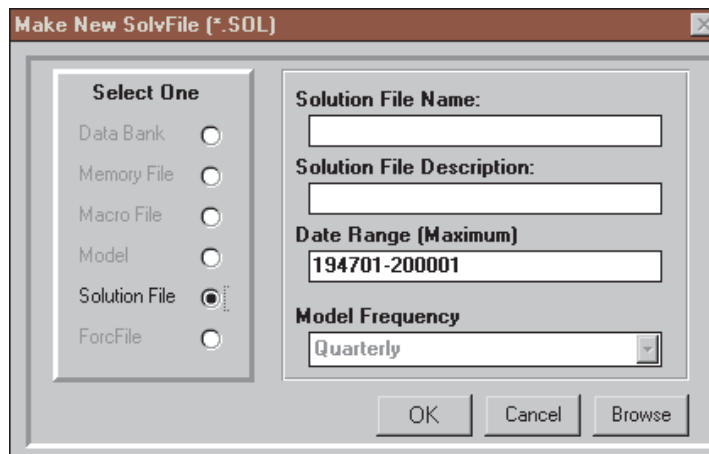 Make New SolvFile (*.SOL)
Select One
Data Bank
Memory File
Macro File
Model
Solution File
ForcFile
Solution File Name:
Solution File Description:
Date Range (Maximum)
194701-200001
Model Frequency
Quarterly
OK
Cancel
Browse